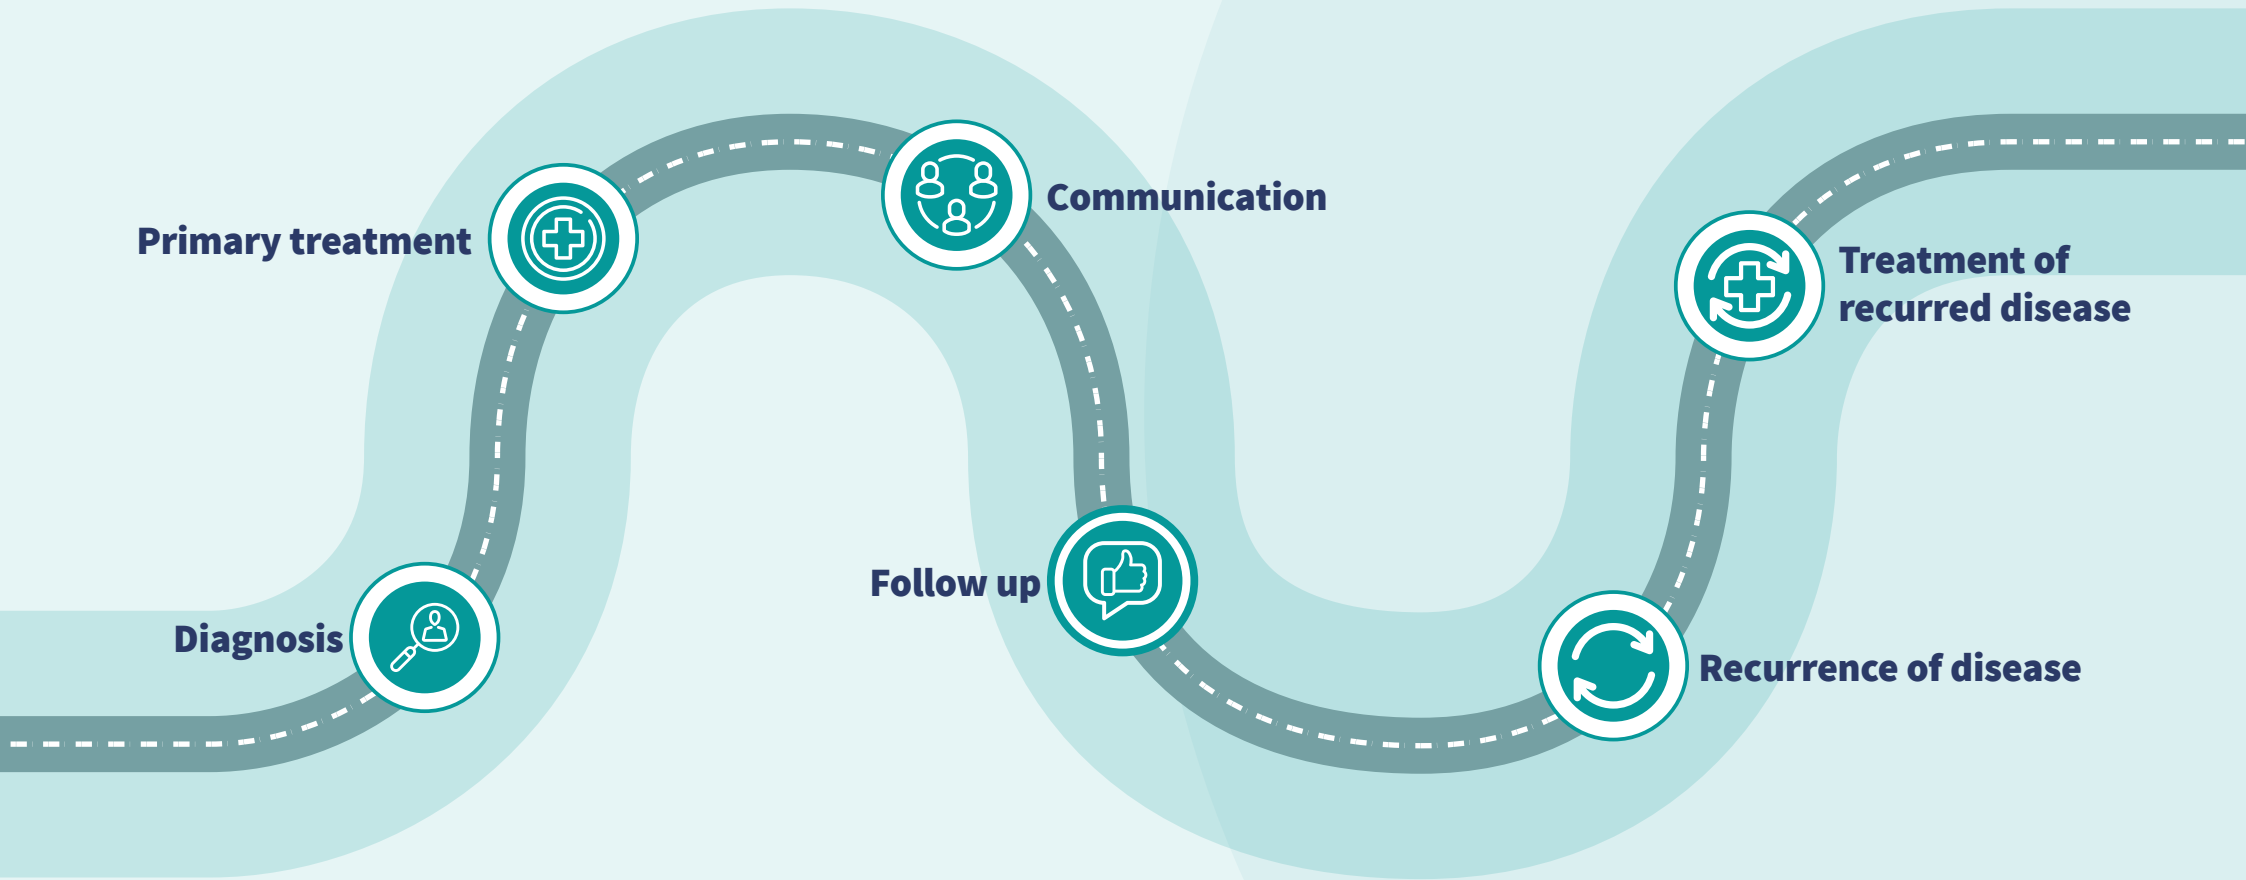 Diagnosis
Primary treatment
Communication
Follow up
Recurrence of disease
Treatment of
recurred disease